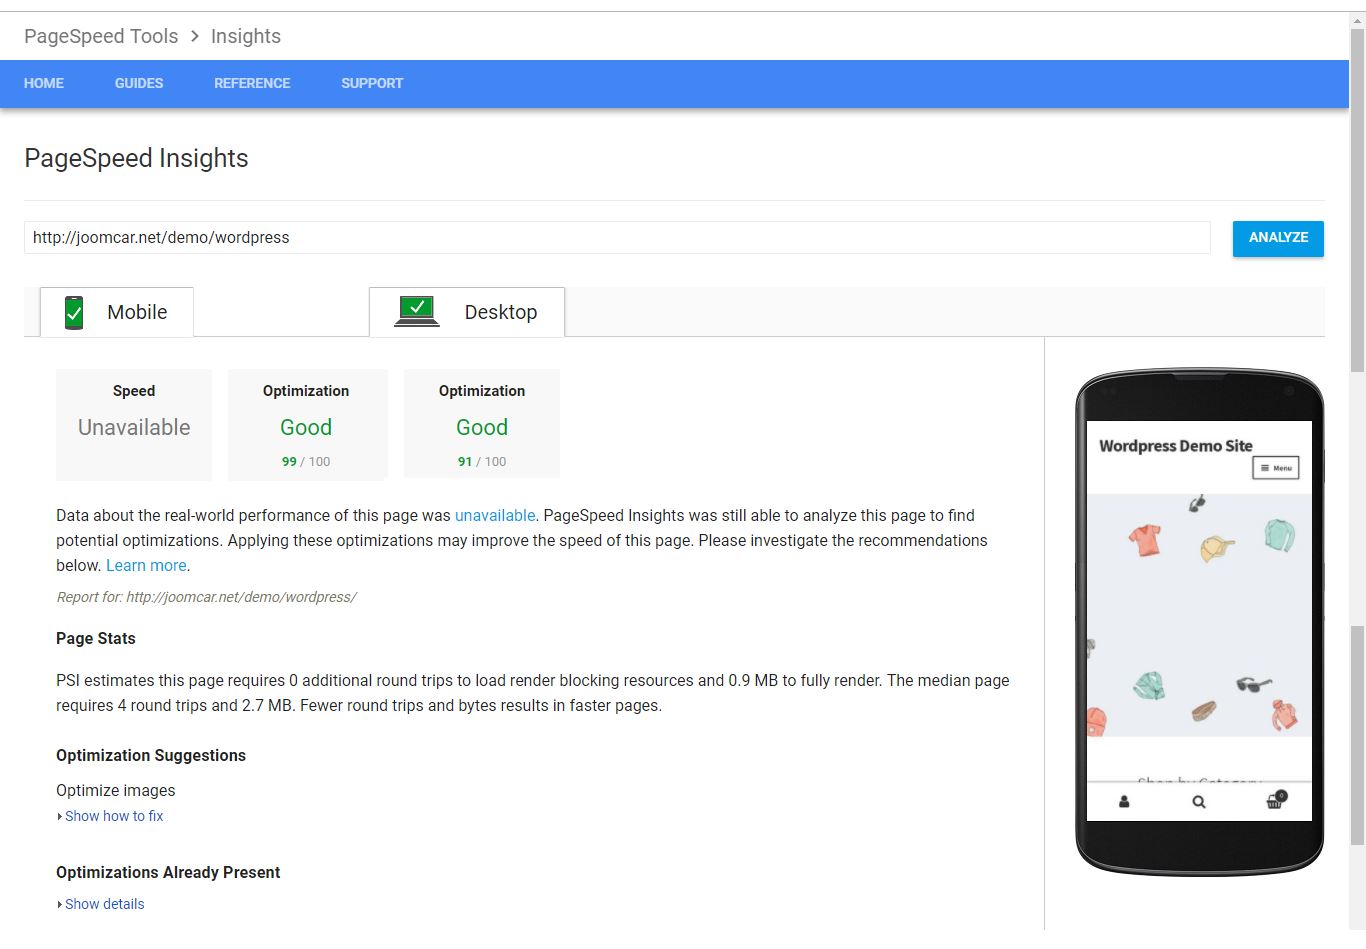 PageSpeed Tools > Insights
HOME GUIDES REFERENCE SUPPORT
PageSpeed Insights
http://joomcar.net/demo/wordpress
ANALYZE
Mobile
Desktop
Speed
Unavailable
Optimization
Good
99 / 100
Optimization
Good
91 / 100
Data about the real-world performance of this page was unavailable. PageSpeed Insights was still able to analyze this page to find
potential optimizations. Applying these optimizations may improve the speed of this page. Please investigate the recommendations
below. Learn more.
Report for: http://joomcar.net/demo/wordpress/
Page Stats
PSI estimates this page requires 0 additional round trips to load render blocking resources and 0.9 MB to fully render. The median page
requires 4 round trips and 2.7 MB. Fewer round trips and bytes results in faster pages.
Optimization Suggestions
Optimize images
Show how to fix
Optimizations Already Present
Show details
Wordpress Demo Site
Menu
Shop by Category
0